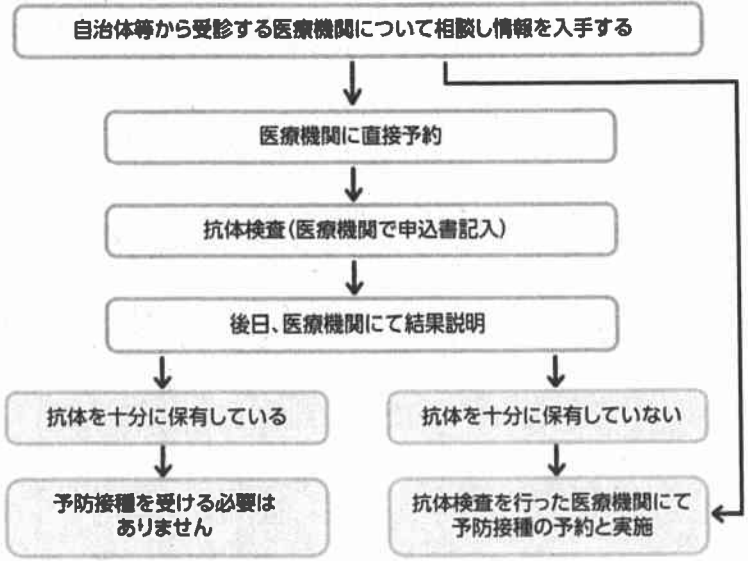 自治体等から受診する医療機関について相談し情報を入手する
医療機関に直接予約
抗体検査(医療機関で申込書記入)
後日、医療機関にて結果説明
抗体を十分に保有している
抗体を十分に保有していない
予防接種を受ける必要は
ありません
抗体検査を行った医療機関にて
予防接種の予約と実施